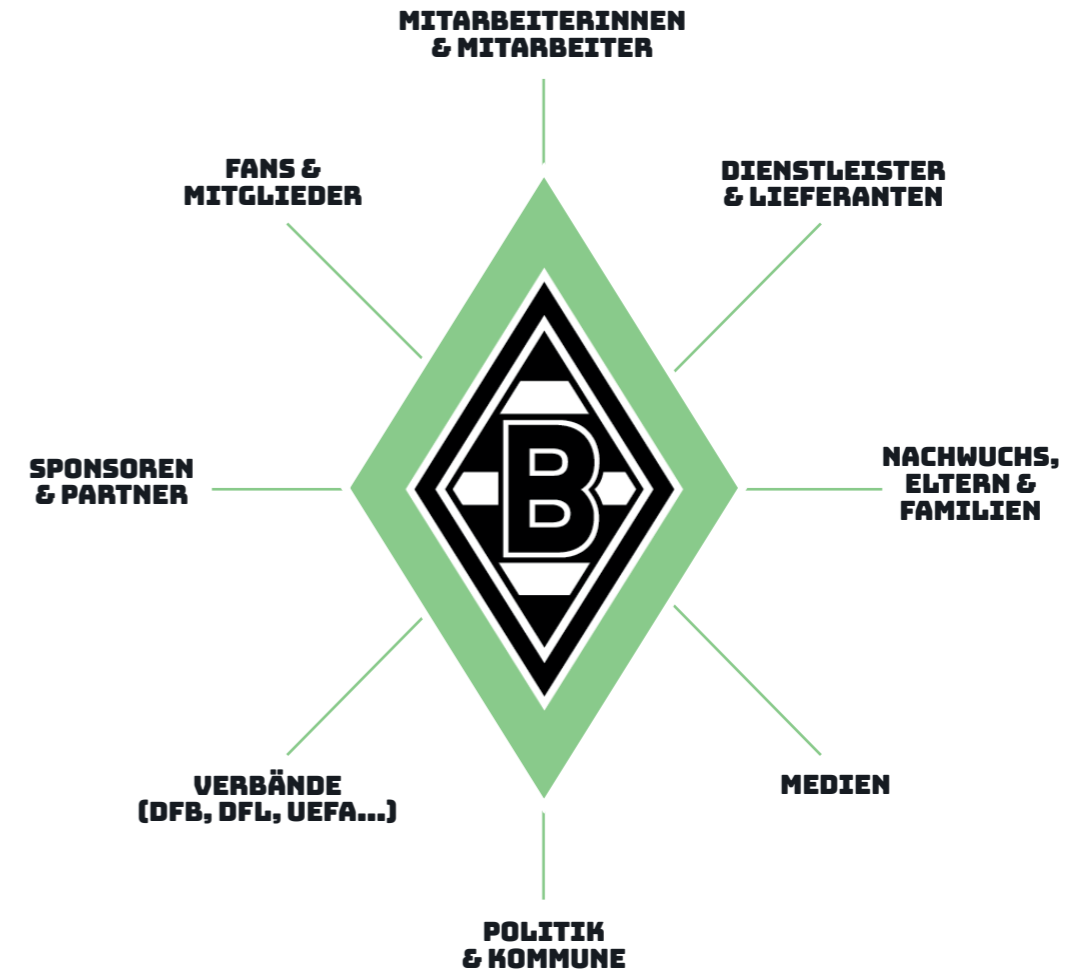 MITARBEITERINNEN
& MITARBEITER
FANS &
MITGLIEDER
DIENSTLEISTER
& LIEFERANTEN
SPONSOREN
& PARTNER
B
NACHWUCHS,
ELTERN &
FAMILIEN
VERBÄNDE
(DFB, DFL, UEFA...)
MEDIEN
POLITIK
& KOMMUNE